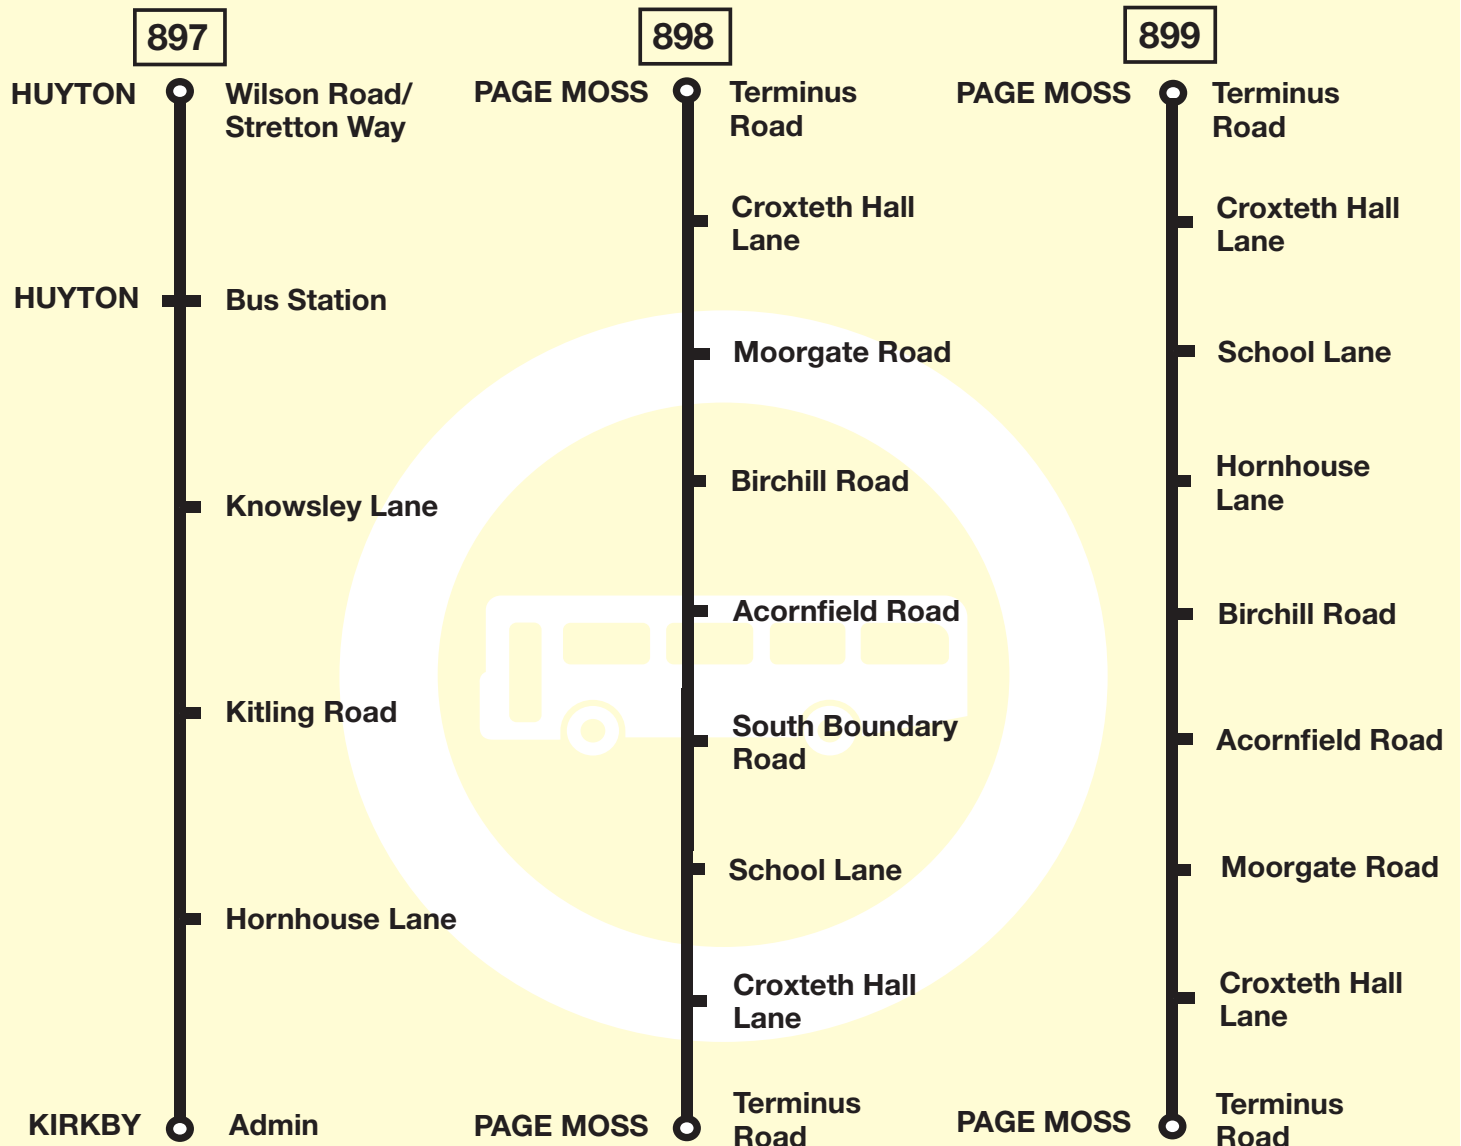 897
HUYTON
Wilson Road/
Stretton Way
HUYTON
Bus Station
Knowsley Lane
Kitling Road
Hornhouse Lane
KIRKBY
Admin
898
PAGE MOSS
Terminus
Road
Croxteth Hall
Lane
Moorgate Road
Birchill Road
Acornfield Road
South Boundary
Road
School Lane
Croxteth Hall
Lane
PAGE MOSS
Terminus
Road
899
PAGE MOSS
Terminus
Road
Croxteth Hall
Lane
School Lane
Hornhouse
Lane
Birchill Road
Acornfield Road
Moorgate Road
Croxteth Hall
Lane
PAGE MOSS
Terminus
Road